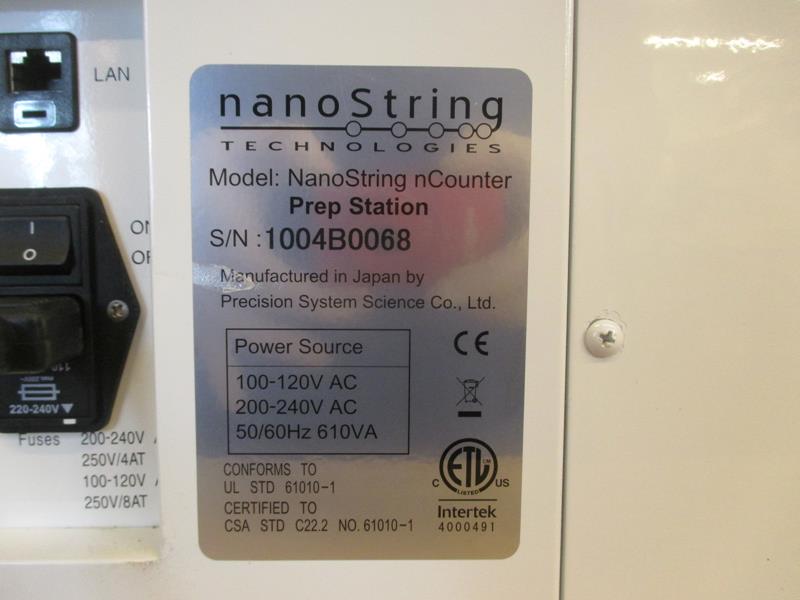 LAN
I
O
220-240V
Fuses 200-240V
250V/4AT
100-120V
250V/8AT
nanoString
TECHNOLOGIES
Model: NanoString nCounter
Prep Station
S/N : 1004B0068
Manufactured in Japan by
Precision System Science Co., Ltd.
Power Source
100-120V AC
200-240V AC
50/60Hz 610VA
CE
CONFORMS TO
UL STD 61010-1
CERTIFIED TO
CSA STD C22.2 NO. 61010-1
ETL CM
LISTED
C US
Intertek
4000491